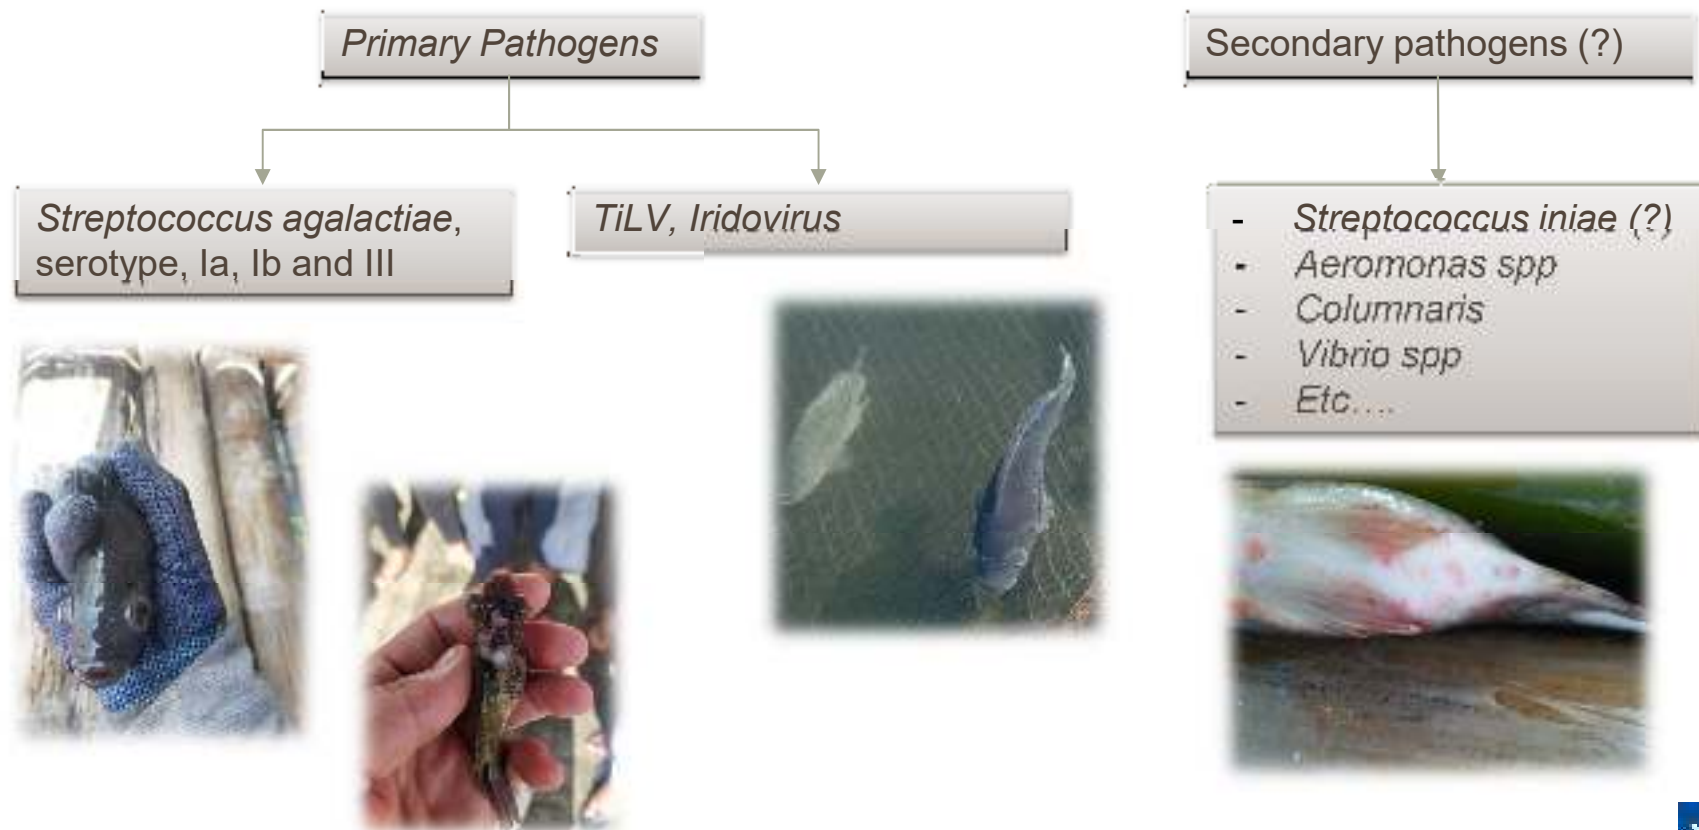 Primary Pathogens
Secondary pathogens (?)
Streptococcus agalactiae,
serotype, Ia, Ib and III
TiLV, Iridovirus
- Streptococcus iniae (?)
- Aeromonas spp
- Columnaris
- Vibrio spp
- Etc....